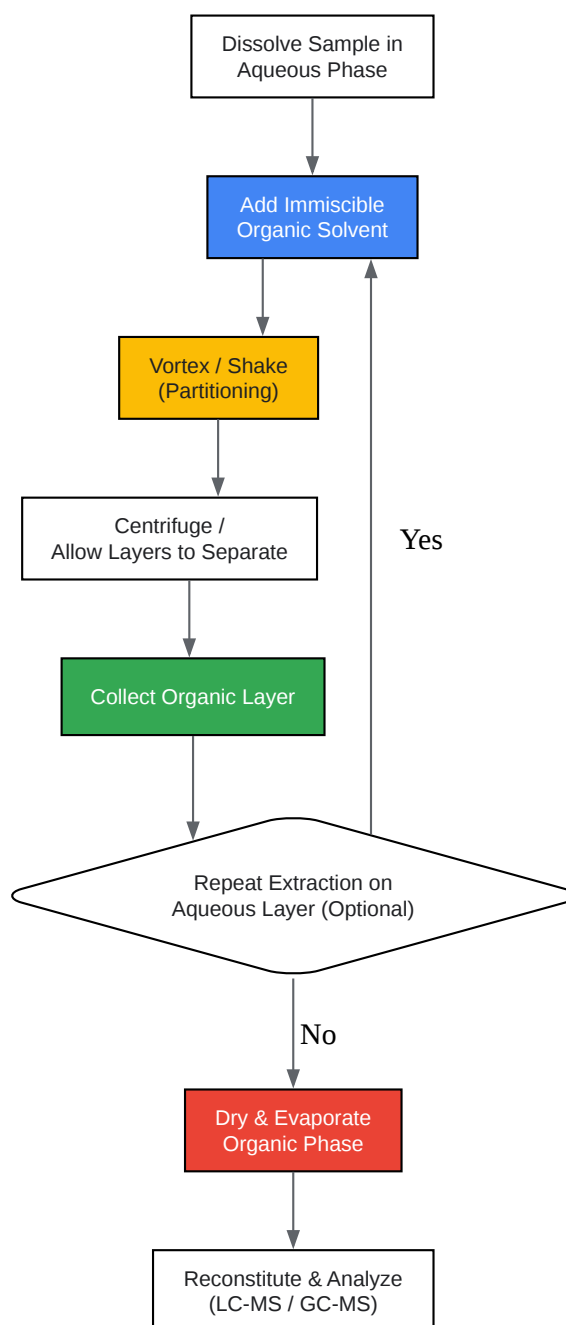 Dissolve Sample in
Aqueous Phase
Add Immiscible
Organic Solvent
Vortex / Shake
(Partitioning)
Centrifuge /
Allow Layers to Separate
Yes
Collect Organic Layer
Repeat Extraction on
Aqueous Layer (Optional)
No
Dry & Evaporate
Organic Phase
Reconstitute & Analyze
(LC-MS / GC-MS)